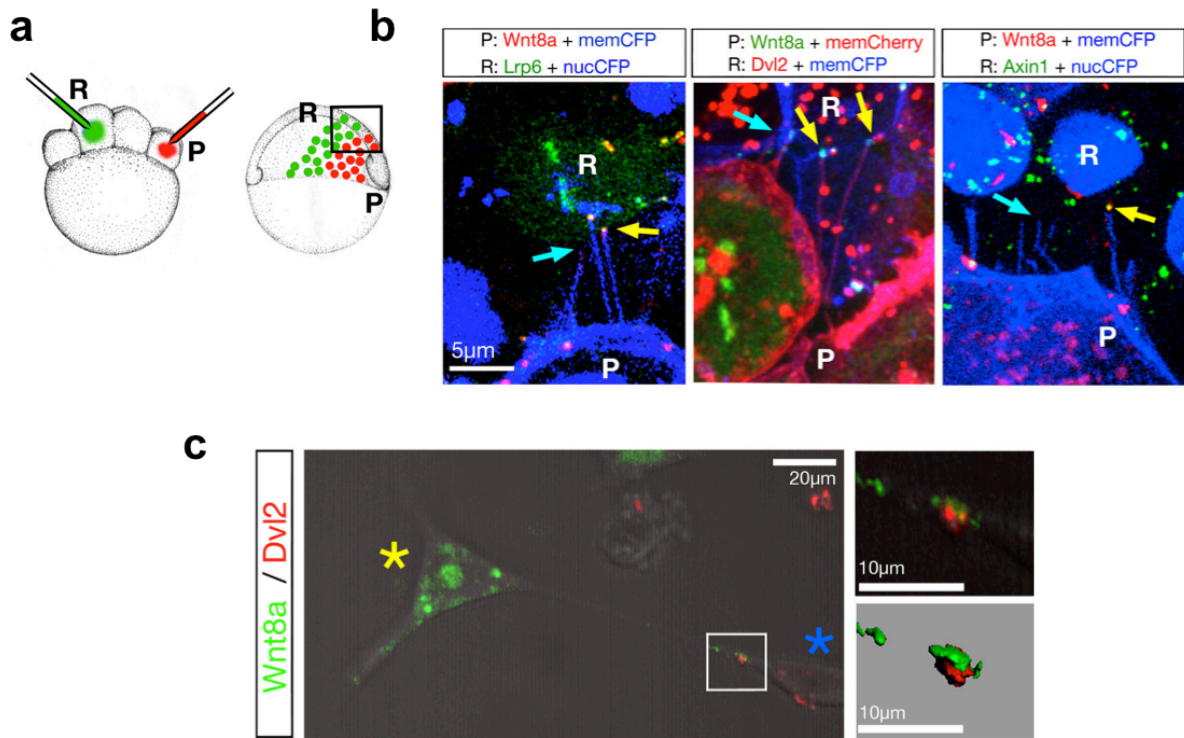 a
R
P
R
P
b
P: Wnt8a + memCFP
R: Lrp6 + nucCFP
R
P
5µm
P: Wnt8a + memCherry
R: Dvl2 + memCFP
R
P
P: Wnt8a + memCFP
R: Axin1 + nucCFP
R
P
c
Wnt8a / Dvl2
*
20µm
*
10µm
10µm